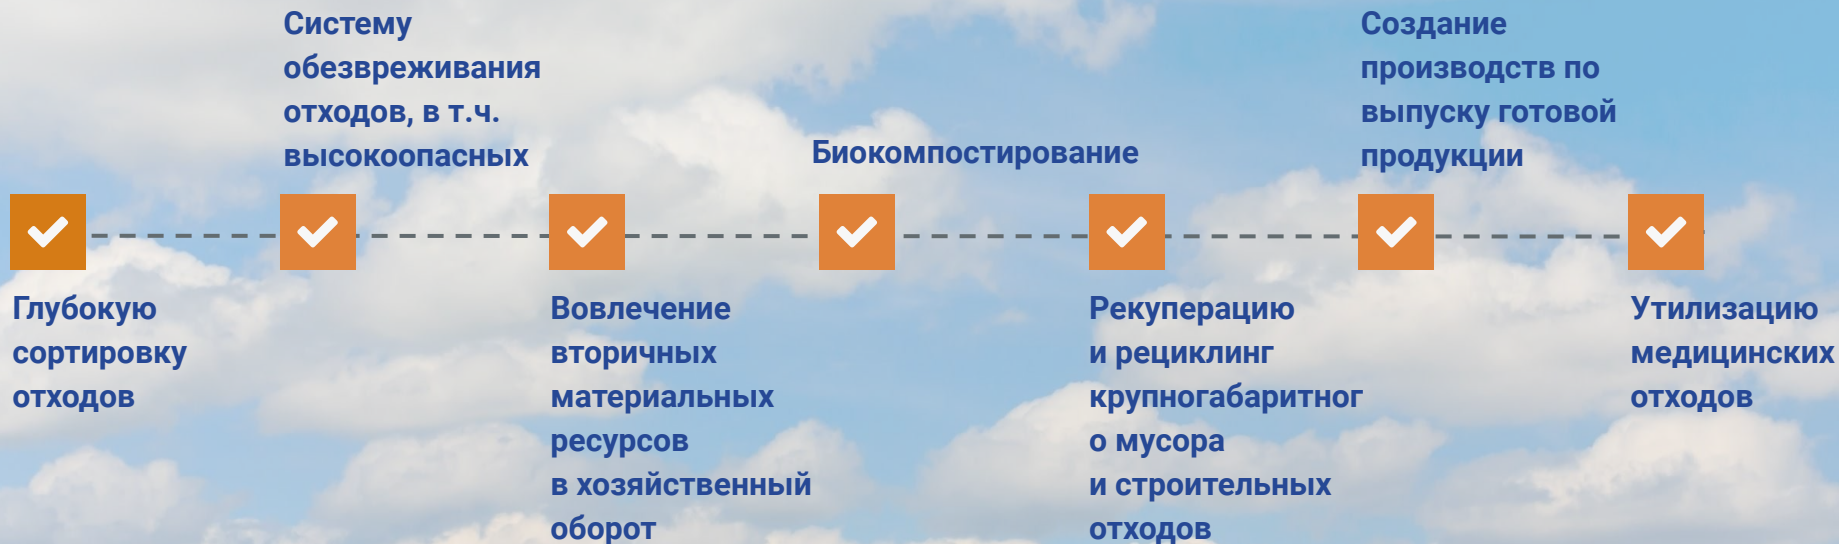 Глубокую
сортировку
отходов
Систему
обезвреживания
отходов, в т.ч.
высокоопасных
Вовлечение
вторичных
материальных
ресурсов
в хозяйственный
оборот
Биокомпостирование
Рекуперацию
и рециклинг
крупногабаритног
о мусора
и строительных
отходов
Создание
производств по
выпуску готовой
продукции
Утилизацию
медицинских
отходов